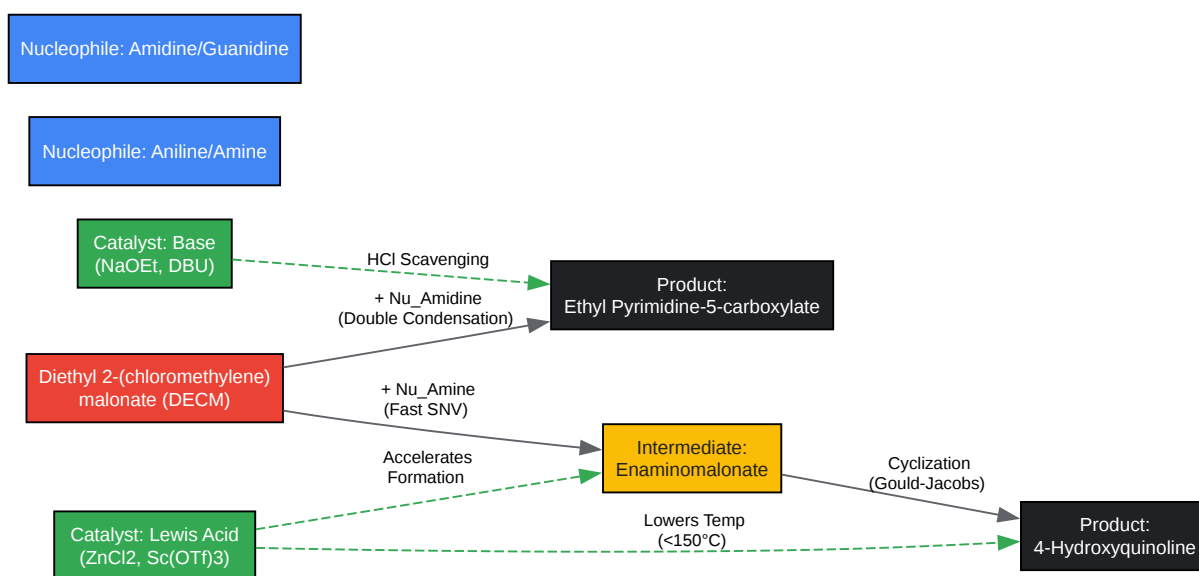 Nucleophile: Amidine/Guanidine
Nucleophile: Aniline/Amine
Catalyst: Base
(NaOEt, DBU)
HCl Scavenging
Product:
Ethyl Pyrimidine-5-carboxylate
+ Nu_Amidine
(Double Condensation)
Diethyl 2-(chloromethylene)
malonate (DECM)
+ Nu_Amine
(Fast SNV)
Intermediate:
Enaminomalonate
Accelerates
Formation
Cyclization
(Gould-Jacobs)
Catalyst: Lewis Acid
(ZnCl2, Sc(OTf)3)
Lowers Temp
(<150°C)
Product:
4-Hydroxyquinoline